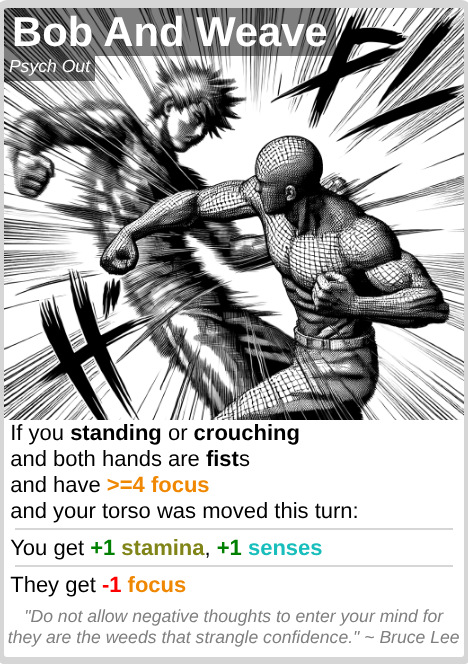 Bob And Weave
Psych Out
If you standing or crouching
and both hands are fists
and have >=4 focus
and your torso was moved this turn:
You get +1 stamina, +1 senses
They get -1 focus
"Do not allow negative thoughts to enter your mind for
they are the weeds that strangle confidence." ~ Bruce Lee